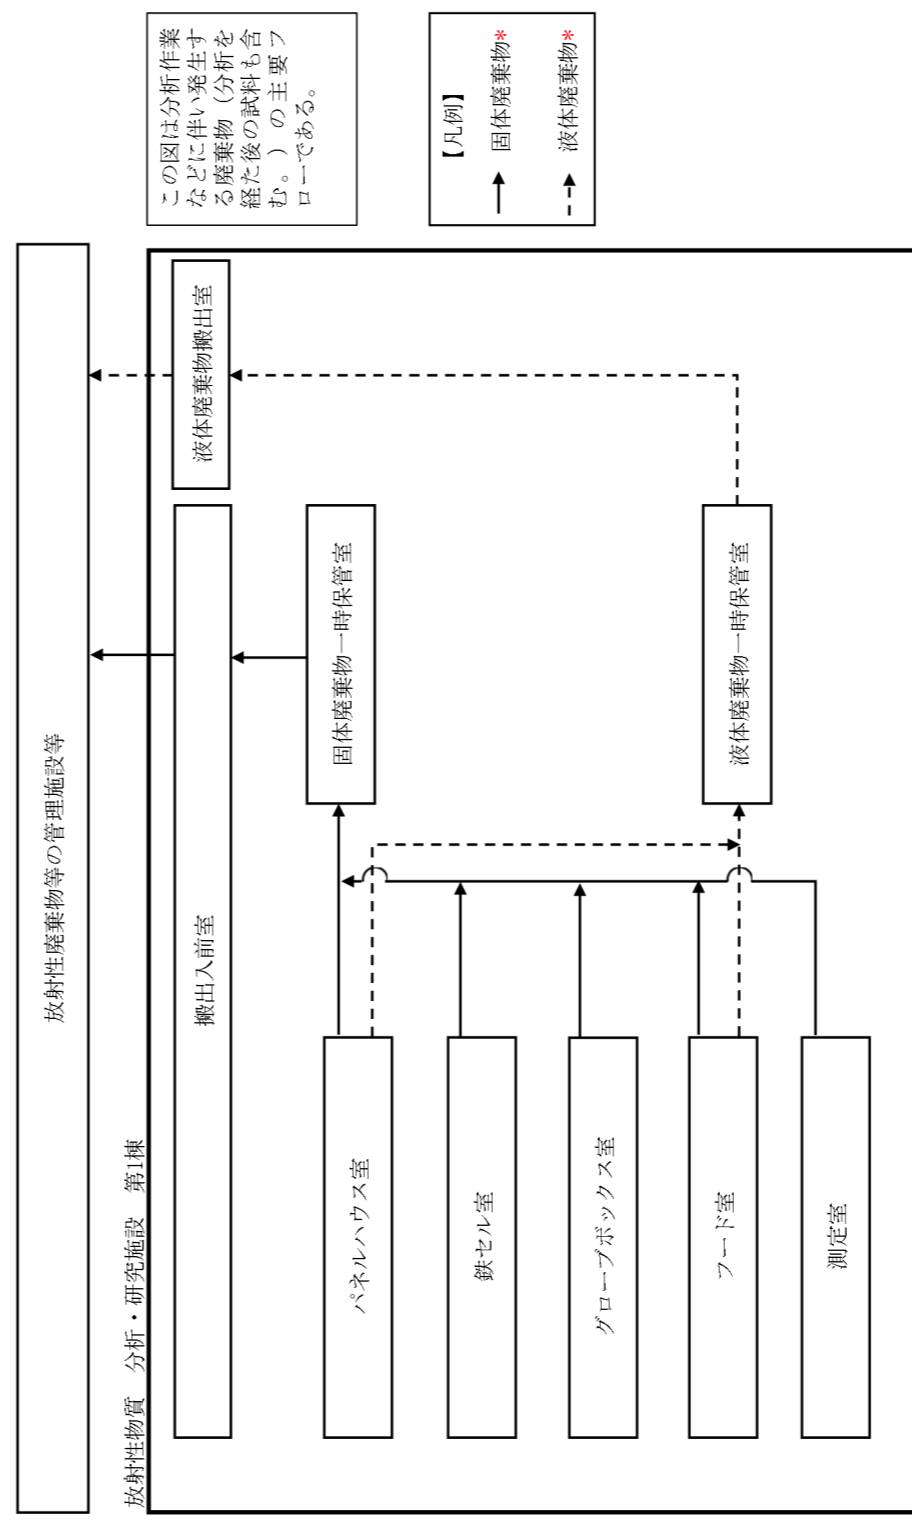 放射性廃棄物等の管理施設等
放射性物質　分析・研究施設　第1棟
搬出入前室
液体廃棄物搬出室
パネルハウス室
鉄セル室
グローブボックス室
フード室
測定室
固体廃棄物一時保管室
液体廃棄物一時保管室
この図は分析作業
などに伴い発生す
る廃棄物（分析を
経た後の試料も含
む。）の主要フ
ローである。
【凡例】
固体廃棄物*
液体廃棄物*